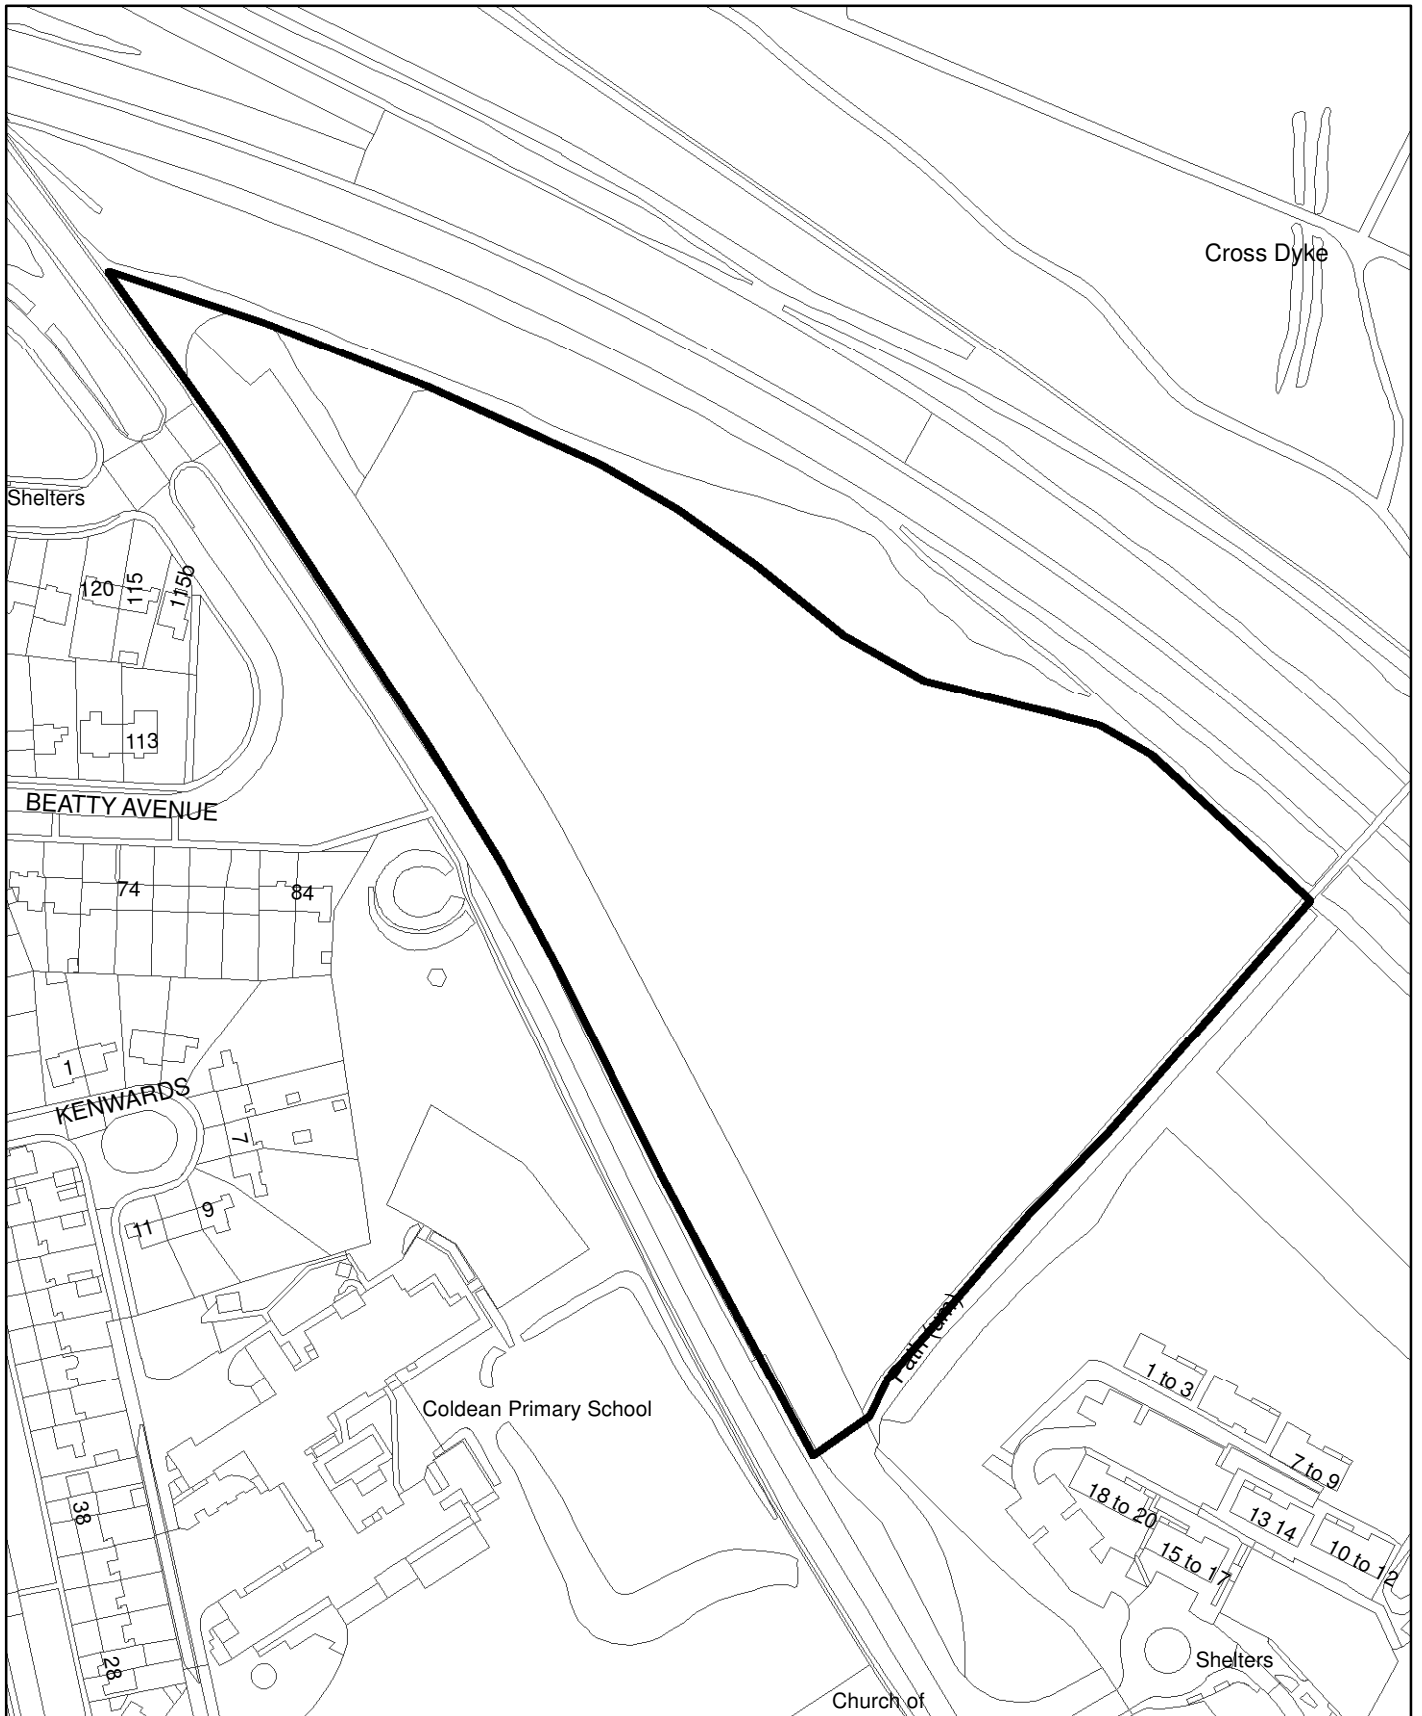 Cross Dyke
Shelters
120
115
115b
113
BEATTY AVENUE
74
84
1
KENWARDS
7
9
11
Path (um)
1 to 3
Coldean Primary School
7 to 9
18 to 20
38
13 14
10 to 12
15 to 17
28
Shelters
Church of